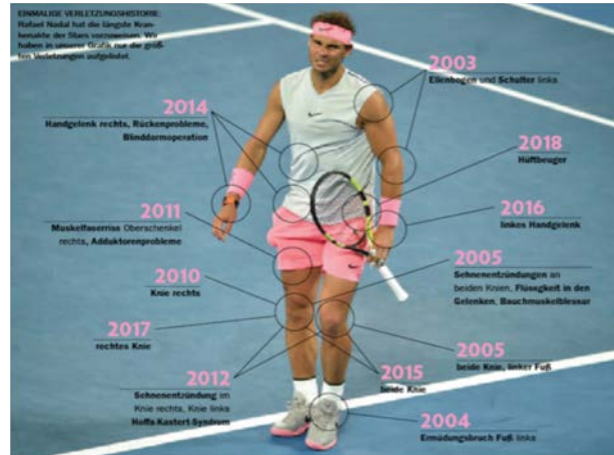 EINMALIGE VERLETZUNGSHISTORIE:
Rafael Nadal hat die längste Kran-
kenakte der Stars vorzuweisen. Wir
haben in unserer Grafik nur die größ-
ten Verletzungen aufgelistet.
2003
Ellenbogen und Schulter links
2014
Handgelenk rechts, Rückenprobleme,
Blinddarmoperation
2018
Hüftbeuger
2011
Muskelfaserriss Oberschenkel
rechts, Adduktorenprobleme
2016
linkes Handgelenk
2010
Knie rechts
2005
Sehnenentzündungen an
beiden Knien, Flüssigkeit in den
Gelenken, Bauchmuskelblessur
2017
rechtes Knie
2005
beide Knie, linker Fuß
2012
Sehnenentzündung im
Knie rechts, Knie links
Hoffa-Kastert-Syndrom
2015
beide Knie
2004
Ermüdungsbruch Fuß links